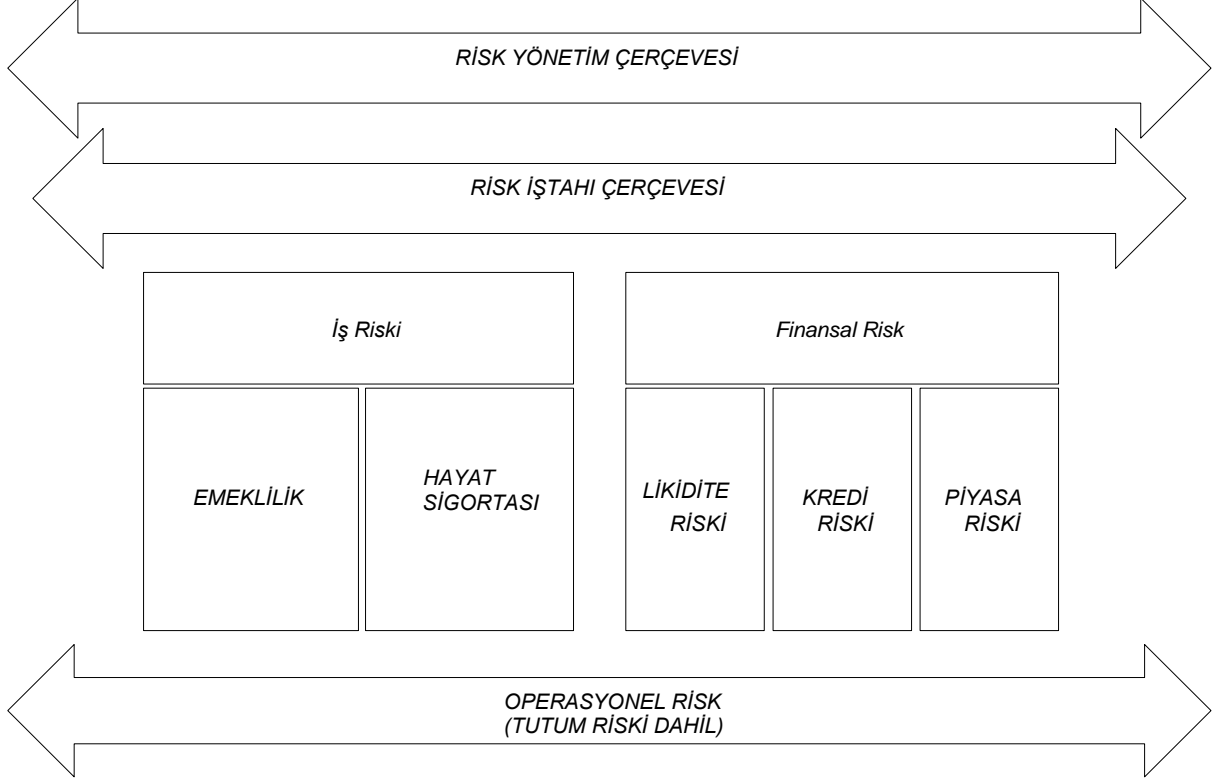 RİSK YÖNETİM ÇERÇEVESİ
RİSK İŞTAHI ÇERÇEVESİ
İş Riski
Finansal Risk
EMEKLİLİK
HAYAT
SİGORTASI
LİKİDİTE
RİSKİ
KREDİ
RİSKİ
PİYASA
RİSKİ
OPERASYONEL RİSK
(TUTUM RİSKİ DAHİL)